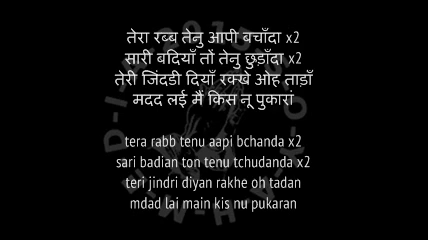 तेरा रब्ब तेनु आपी बचाँदा x2
सारी बदियाँ तों तेनु छुड़ाँदा x2
तेरी जिंदडी दियाँ रक्खे ओह ताड़ाँ
मदद लई मैं किस नू पुकारां
tera rabb tenu aapi bchanda x2
sari badian ton tenu tchudanda x2
teri jindri diyan rakhe oh tadan
mdad lai main kis nu pukaran